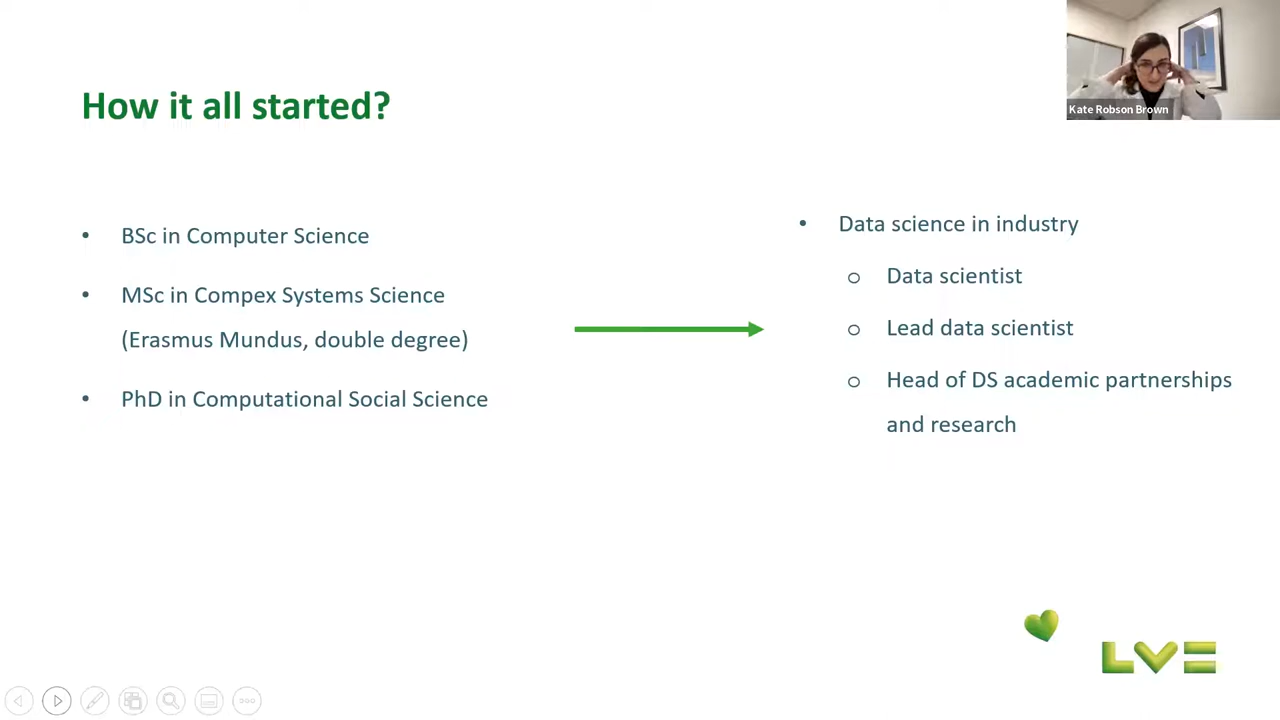 Kate Robson Brown
How it all started?
• BSc in Computer Science
• MSc in Compex Systems Science
(Erasmus Mundus, double degree)
• PhD in Computational Social Science
• Data science in industry
o Data scientist
o Lead data scientist
o Head of DS academic partnerships
and research
LV=